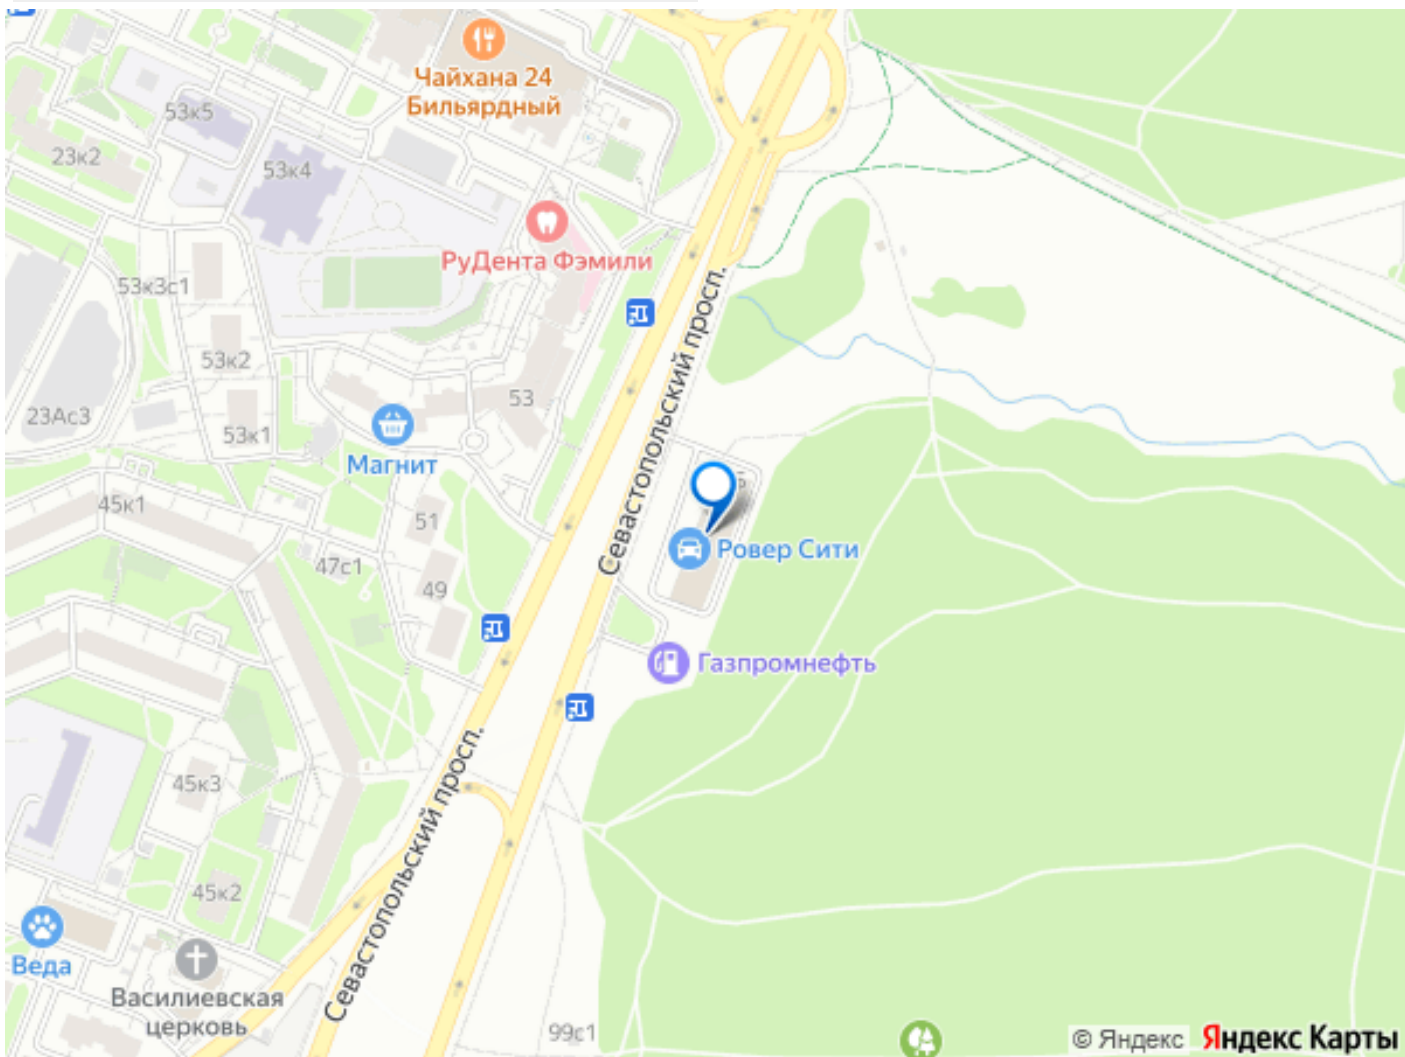 Чайхана 24
Бильярдный
53к5
23к2
53к4
РуДента Фэмили
53к3с1
Севастопольский просп.
53к2
53
23Ас3
53к1
Магнит
45к1
51
Ровер Сити
47с1
49
Газпромнефть
45к3
Севастопольский просп.
45к2
Веда
Василиевская
церковь
99с1
© Яндекс Яндекс Карты